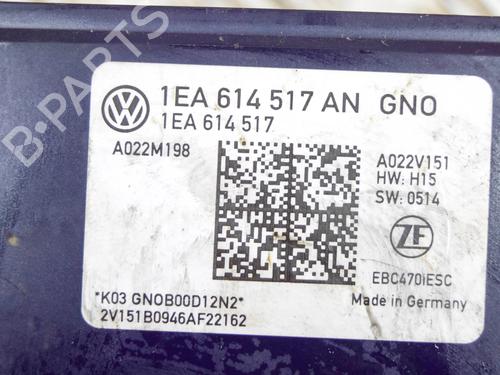 B-PARTS
1EA 614 517 AN GNO
1EA 614 517
A022M198
A022V151
HW: H15
SW: 0514
ZF
EBC470iESC
*K03 GNOB00D12N2*
Made in Germany
2V151B0946AF22162